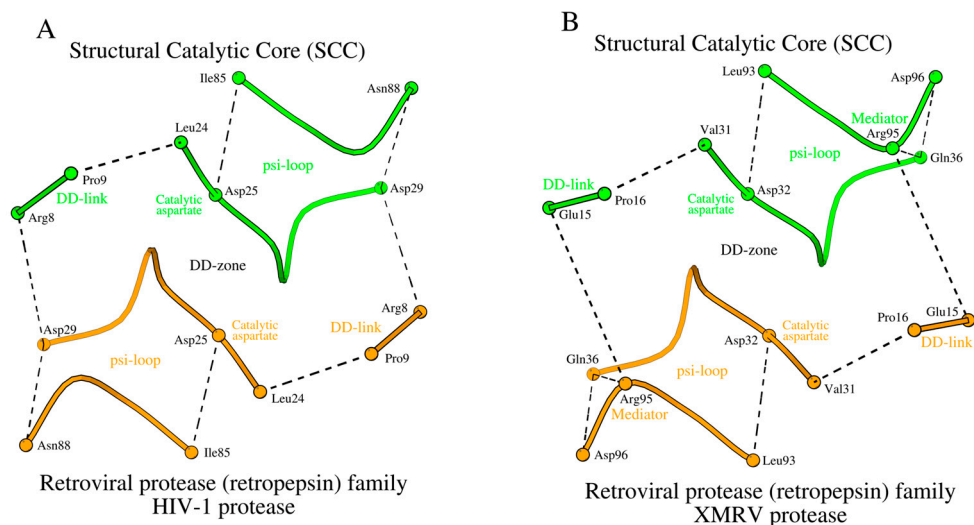 A
Structural Catalytic Core (SCC)
Ile85
Asn88
Leu24
psi-loop
Pro9
DD-link
Asp25
Asp29
Catalytic
aspartate
Arg8
DD-zone
Arg8
Asp29
Catalytic
aspartate
DD-link
Asp25
psi-loop
Pro9
Leu24
Asn88
Ile85
Retroviral protease (retropepsin) family
HIV-1 protease
B
Structural Catalytic Core (SCC)
Leu93
Asp96
Mediator
Val31
Arg95
psi-loop
Gln36
DD-link
Asp32
Pro16
Catalytic
aspartate
Glu15
DD-zone
Glu15
Pro16
Catalytic
aspartate
Asp32
DD-link
Gln36
psi-loop
Val31
Arg95
Mediator
Asp96
Leu93
Retroviral protease (retropepsin) family
XMRV protease